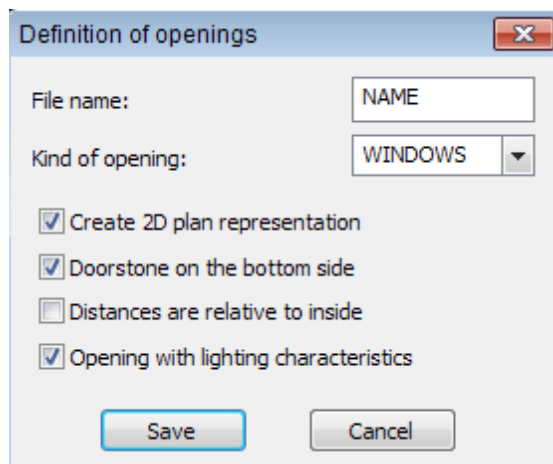 Definition of openings
File name: NAME
Kind of opening: WINDOWS
Create 2D plan representation
Doorstone on the bottom side
Distances are relative to inside
Opening with lighting characteristics
Save Cancel